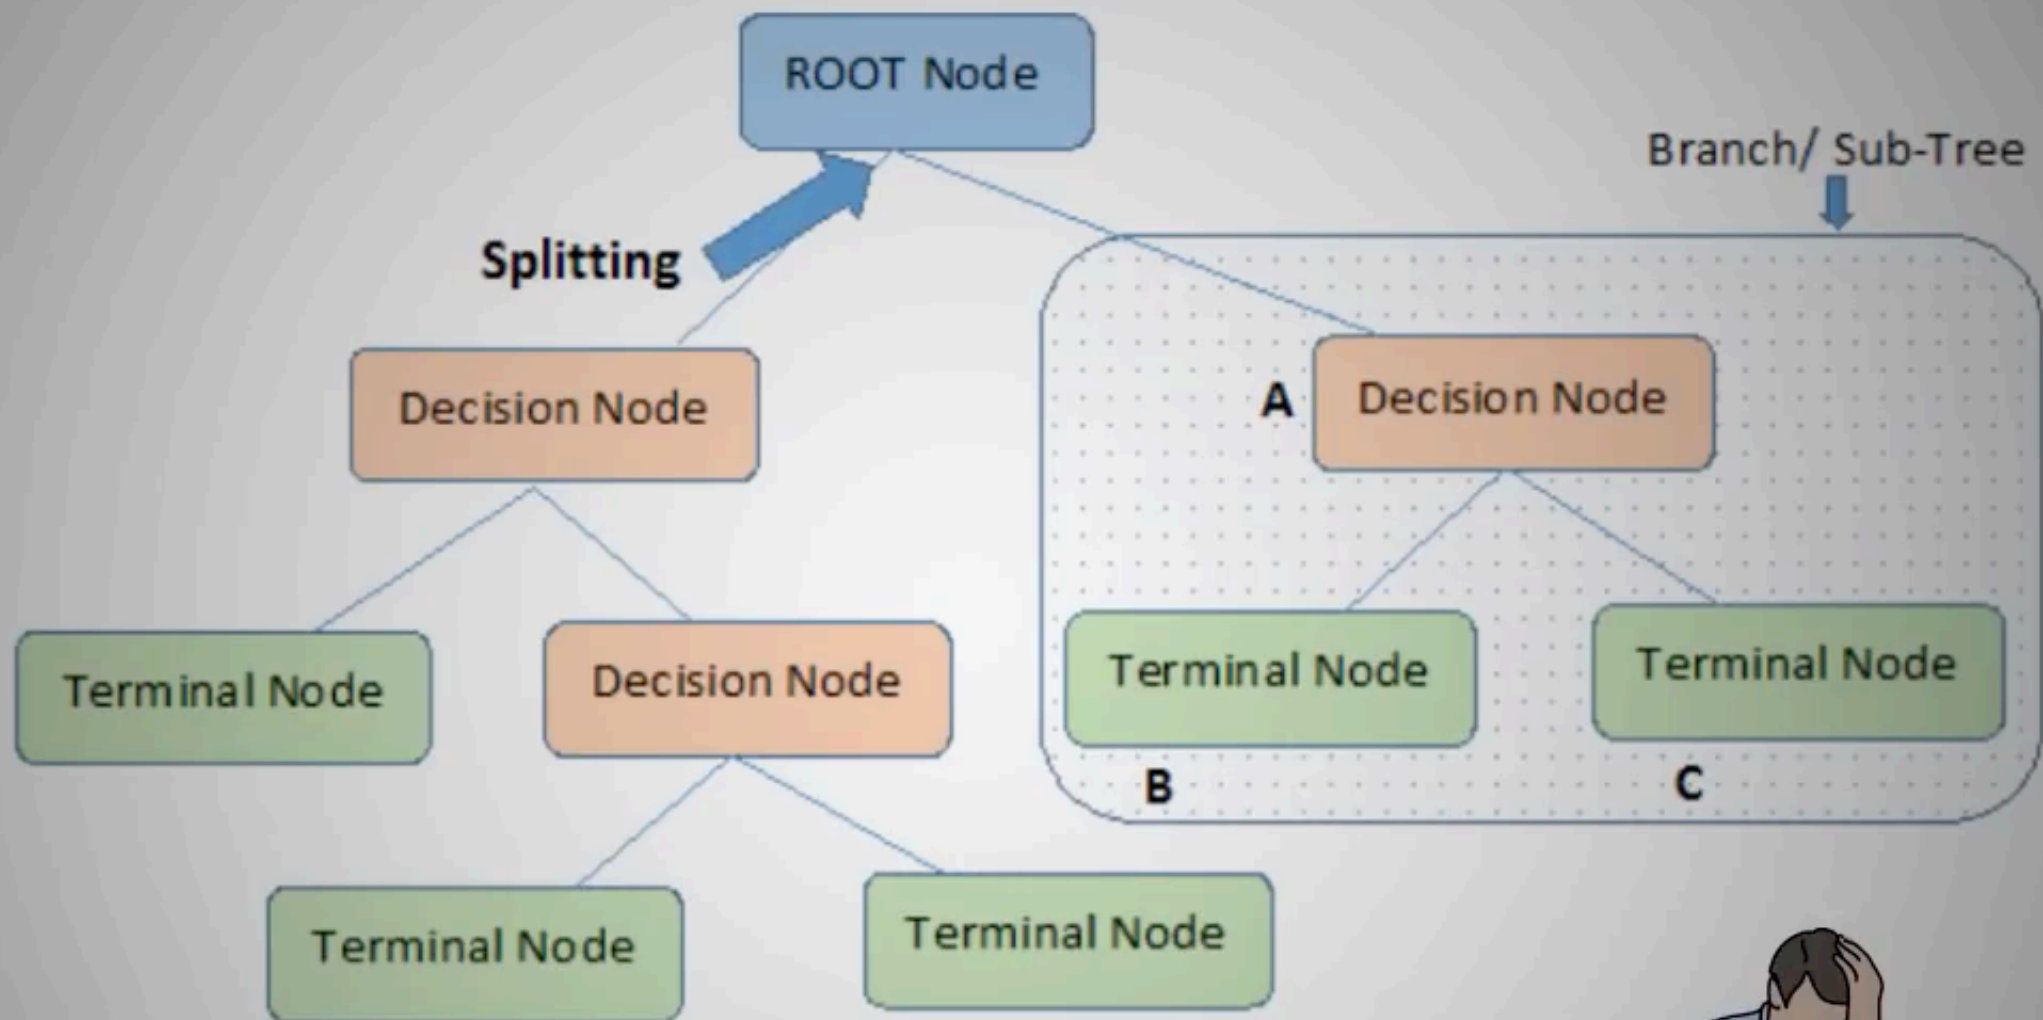 ROOT Node
Branch/ Sub-Tree
Splitting
Decision Node
A
Decision Node
Terminal Node
Decision Node
Terminal Node
Terminal Node
B
C
Terminal Node
Terminal Node